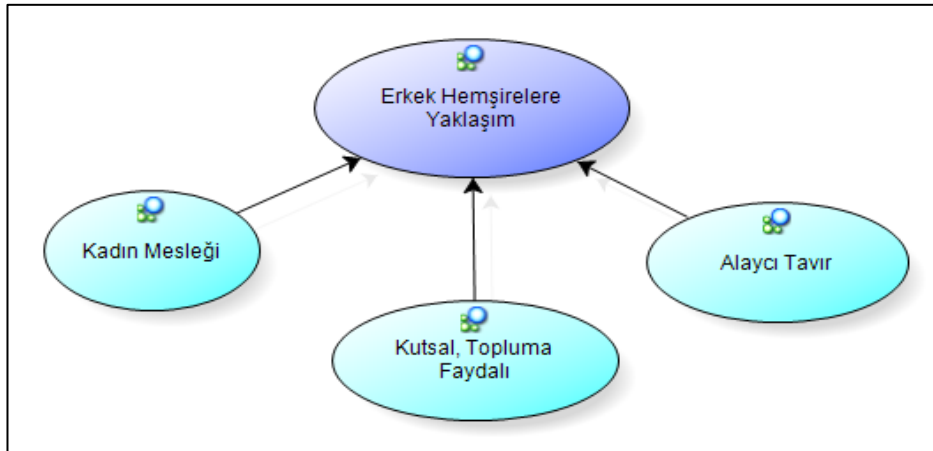 Erkek Hemşirelere
Yaklaşım
Kadın Mesleği
Alaycı Tavır
Kutsal, Topluma
Faydalı